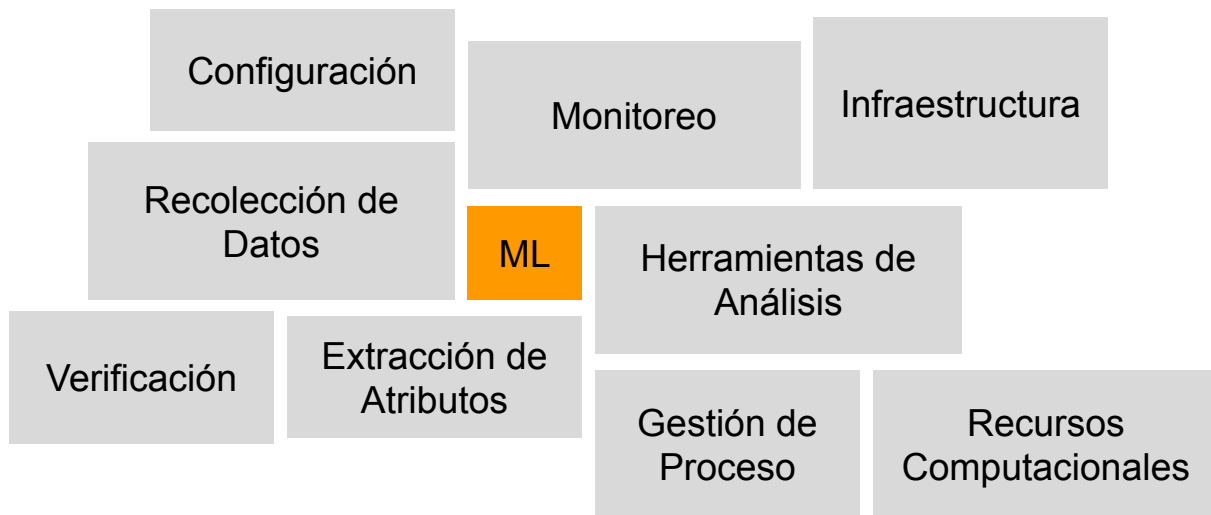 Configuración
Monitoreo
Infraestructura
Recolección de
Datos
ML
Herramientas de
Análisis
Verificación
Extracción de
Atributos
Gestión de
Proceso
Recursos
Computacionales